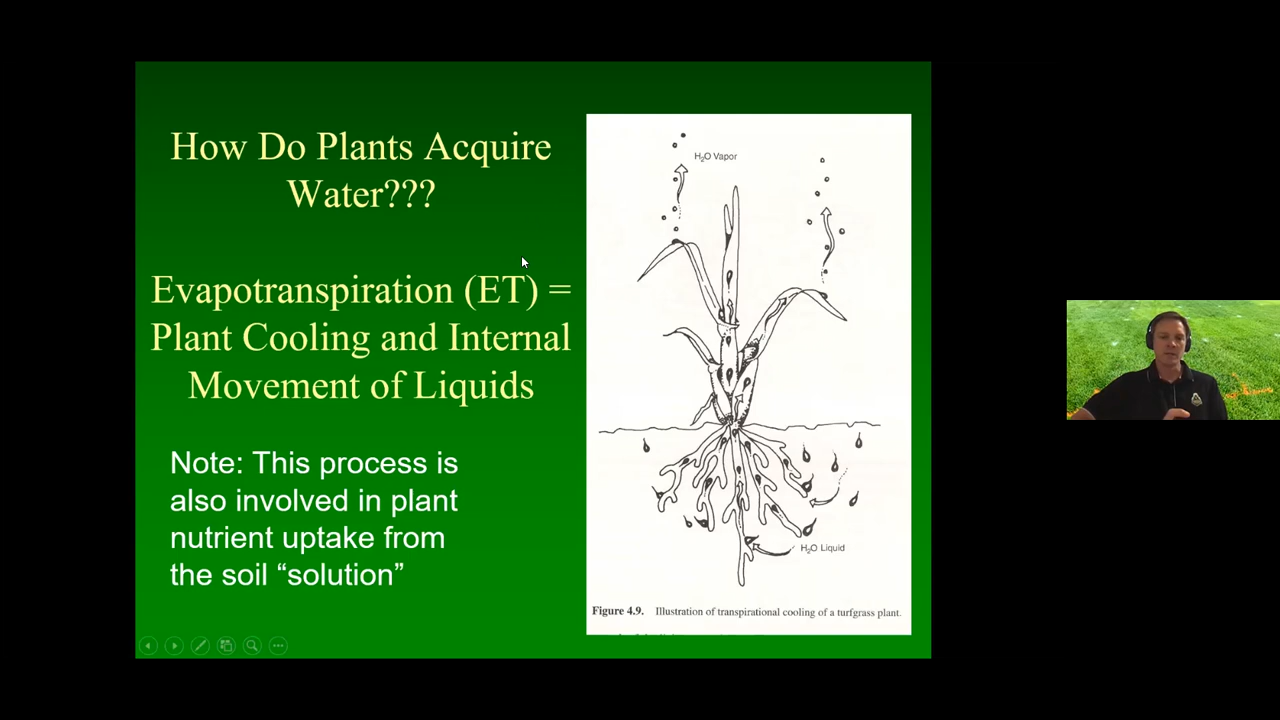 How Do Plants Acquire
Water???
Evapotranspiration (ET) =
Plant Cooling and Internal
Movement of Liquids
Note: This process is
also involved in plant
nutrient uptake from
the soil “solution”
H₂O Vapor
H₂O Liquid
Figure 4.9. Illustration of transpirational cooling of a turfgrass plant.